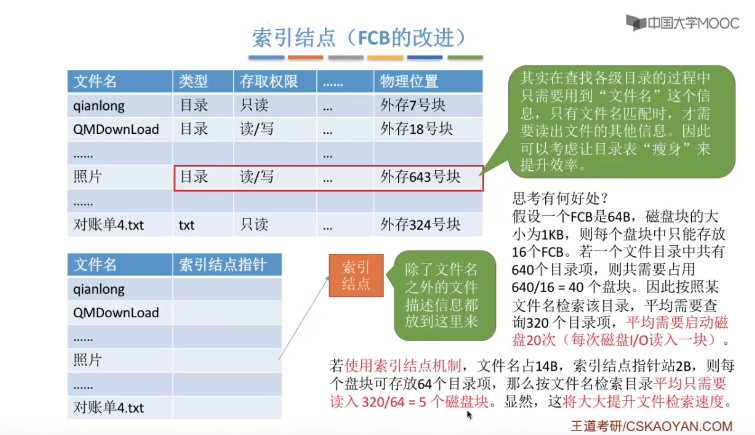 中国大学MOOC
索引结点（FCB的改进）
文件名 类型 存取权限 …… 物理位置
qianlong 目录 只读 … 外存7号块
QMDownLoad 目录 读/写 … 外存18号块
…… …
照片 目录 读/写 … 外存643号块
…… …
对账单4.txt txt 只读 … 外存324号块
其实在查找各级目录的过程中
只需要用到“文件名”这个信
息，只有文件名匹配时，才需
要读出文件的其他信息。因此
可以考虑让目录表“瘦身”来
提升效率。
文件名 索引结点指针
qianlong
QMDownLoad
……
照片
……
对账单4.txt
索引
结点
除了文件名
之外的文件
描述信息都
放到这里来
思考有何好处？
假设一个FCB是64B，磁盘块的大
小为1KB，则每个盘块中只能存放
16个FCB。若一个文件目录中共有
640个目录项，则共需要占用
640/16 = 40 个盘块。因此按照某
文件名检索该目录，平均需要查
询320 个目录项，平均需要启动磁
盘20次（每次磁盘I/O读入一块）。
若使用索引结点机制，文件名占14B，索引结点指针站2B，则每
个盘块可存放64个目录项，那么按文件名检索目录平均只需要
读入 320/64 = 5 个磁盘块。显然，这将大大提升文件检索速度。
王道考研/CSKAOYAN.COM